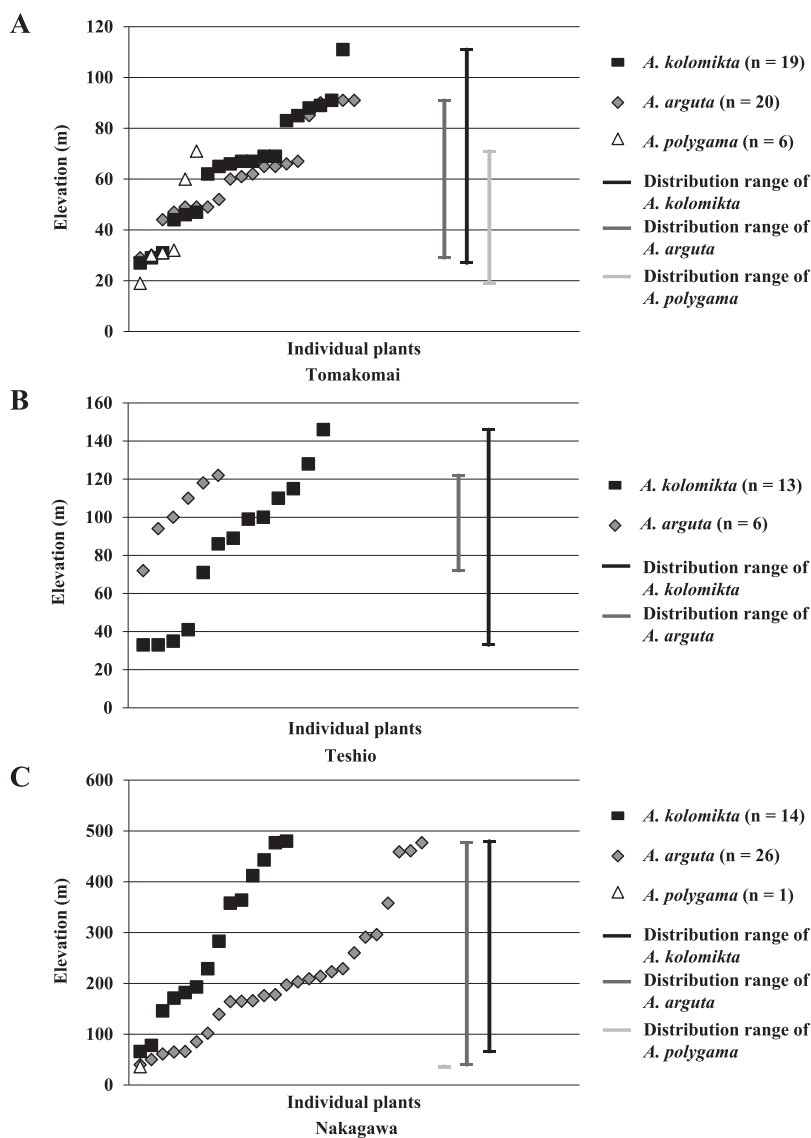 A
Elevation (m)
120
100
80
60
40
20
0
Individual plants
Tomakomai
A. kolomikta (n = 19)
A. arguta (n = 20)
A. polygama (n = 6)
Distribution range of
A. kolomikta
Distribution range of
A. arguta
Distribution range of
A. polygama
B
Elevation (m)
160
140
120
100
80
60
40
20
0
Individual plants
Teshio
A. kolomikta (n = 13)
A. arguta (n = 6)
Distribution range of
A. kolomikta
Distribution range of
A. arguta
C
Elevation (m)
600
500
400
300
200
100
0
Individual plants
Nakagawa
A. kolomikta (n = 14)
A. arguta (n = 26)
A. polygama (n = 1)
Distribution range of
A. kolomikta
Distribution range of
A. arguta
Distribution range of
A. polygama